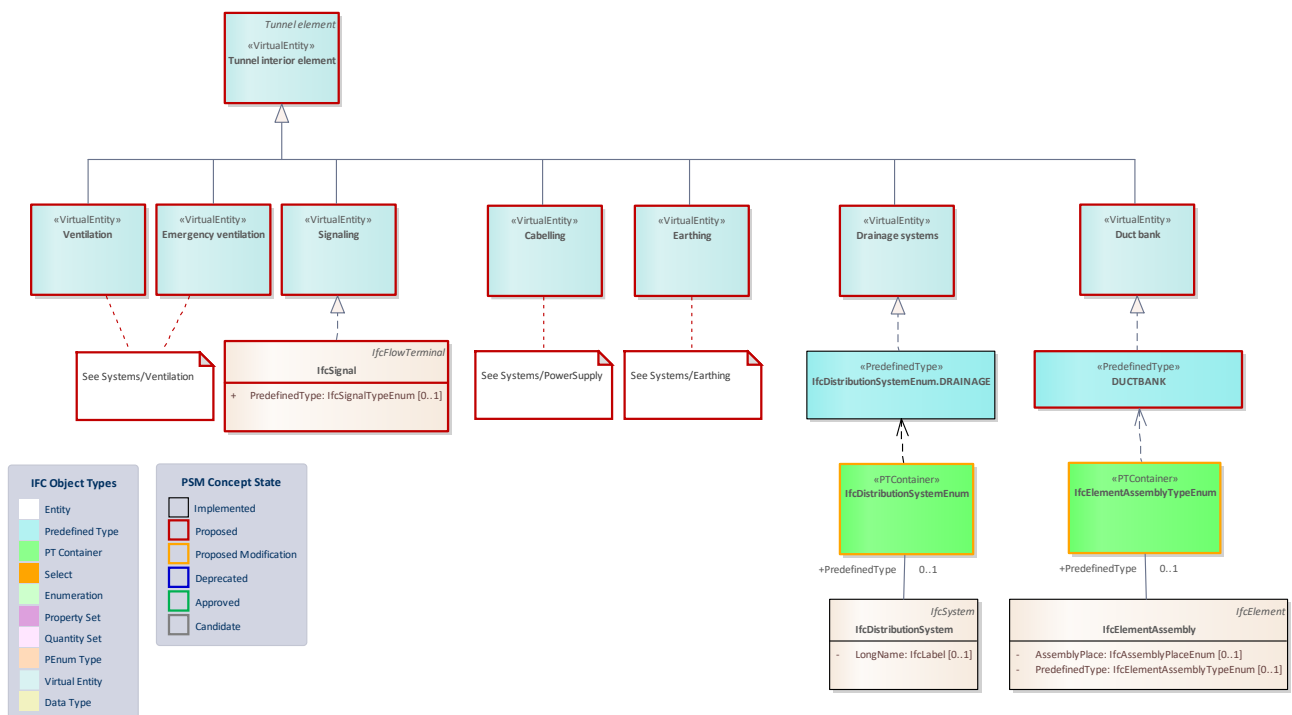 Tunnel element
«VirtualEntity»
Tunnel interior element
«VirtualEntity»
Ventilation
«VirtualEntity»
Emergency ventilation
«VirtualEntity»
Signaling
«VirtualEntity»
Cabelling
«VirtualEntity»
Earthing
«VirtualEntity»
Drainage systems
«VirtualEntity»
Duct bank
See Systems/Ventilation
IfcFlowTerminal
IfcSignal
+ PredefinedType: IfcSignalTypeEnum [0..1]
See Systems/PowerSupply
See Systems/Earthing
«PredefinedType»
IfcDistributionSystemEnum.DRAINAGE
«PredefinedType»
DUCTBANK
«PTContainer»
IfcDistributionSystemEnum
«PTContainer»
IfcElementAssemblyTypeEnum
+PredefinedType 0..1
+PredefinedType 0..1
IfcSystem
IfcDistributionSystem
- LongName: IfcLabel [0..1]
IfcElement
IfcElementAssembly
- AssemblyPlace: IfcAssemblyPlaceEnum [0..1]
- PredefinedType: IfcElementAssemblyTypeEnum [0..1]
IFC Object Types
Entity
Predefined Type
PT Container
Select
Enumeration
Property Set
Quantity Set
PEnum Type
Virtual Entity
Data Type
PSM Concept State
Implemented
Proposed
Proposed Modification
Deprecated
Approved
Candidate